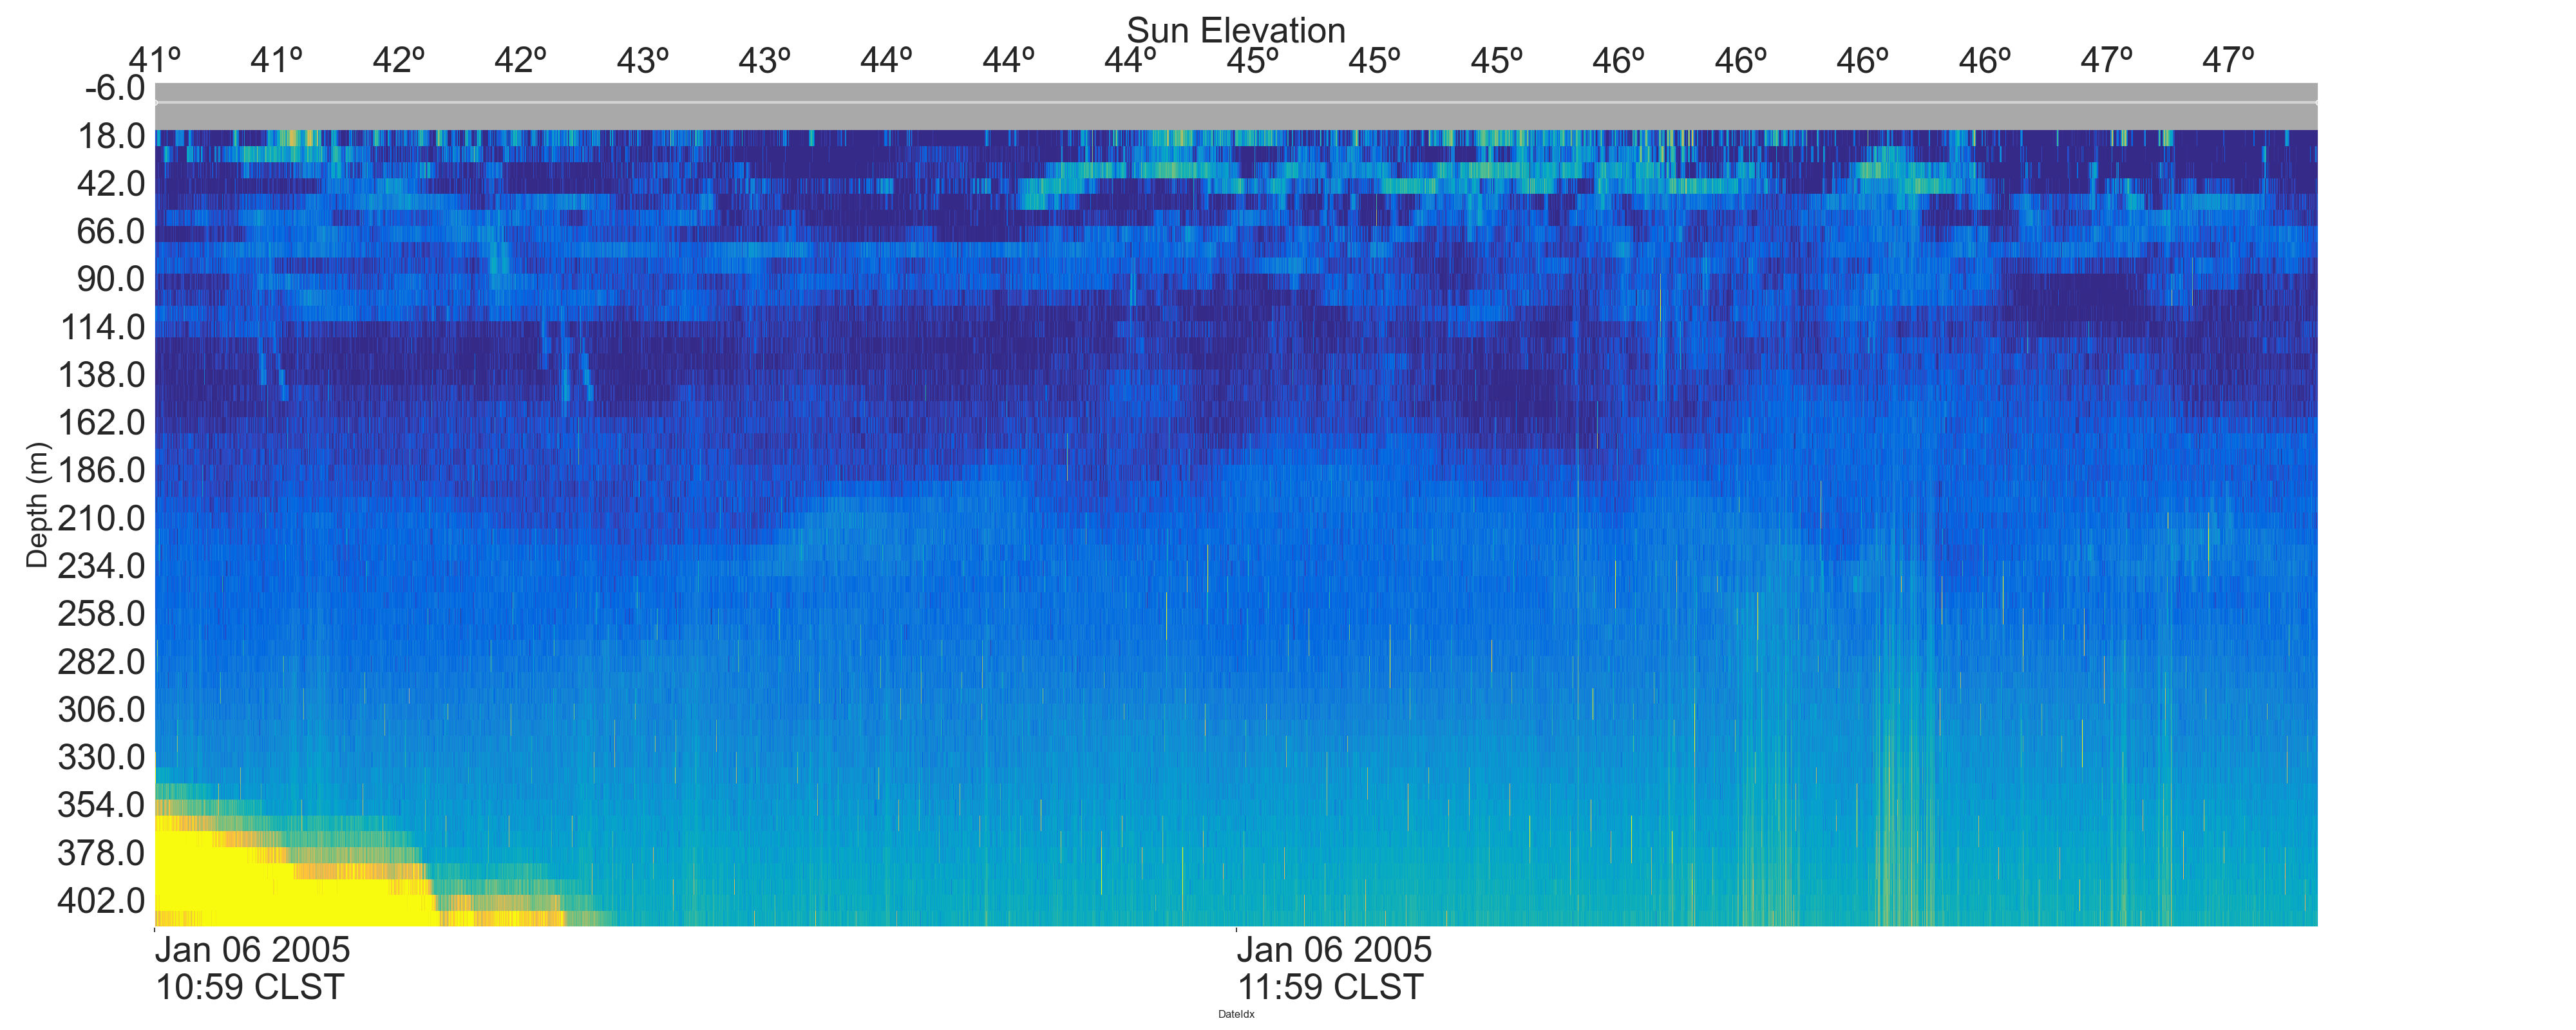 Sun Elevation
41º 41º 42º 42º 43º 43º 44º 44º 44º 45º 45º 45º 46º 46º 46º 46º 47º 47º
-6.0
18.0
42.0
66.0
90.0
114.0
138.0
162.0
186.0
210.0
234.0
258.0
282.0
306.0
330.0
354.0
378.0
402.0
Depth (m)
Jan 06 2005
10:59 CLST
Jan 06 2005
11:59 CLST
DateIdx